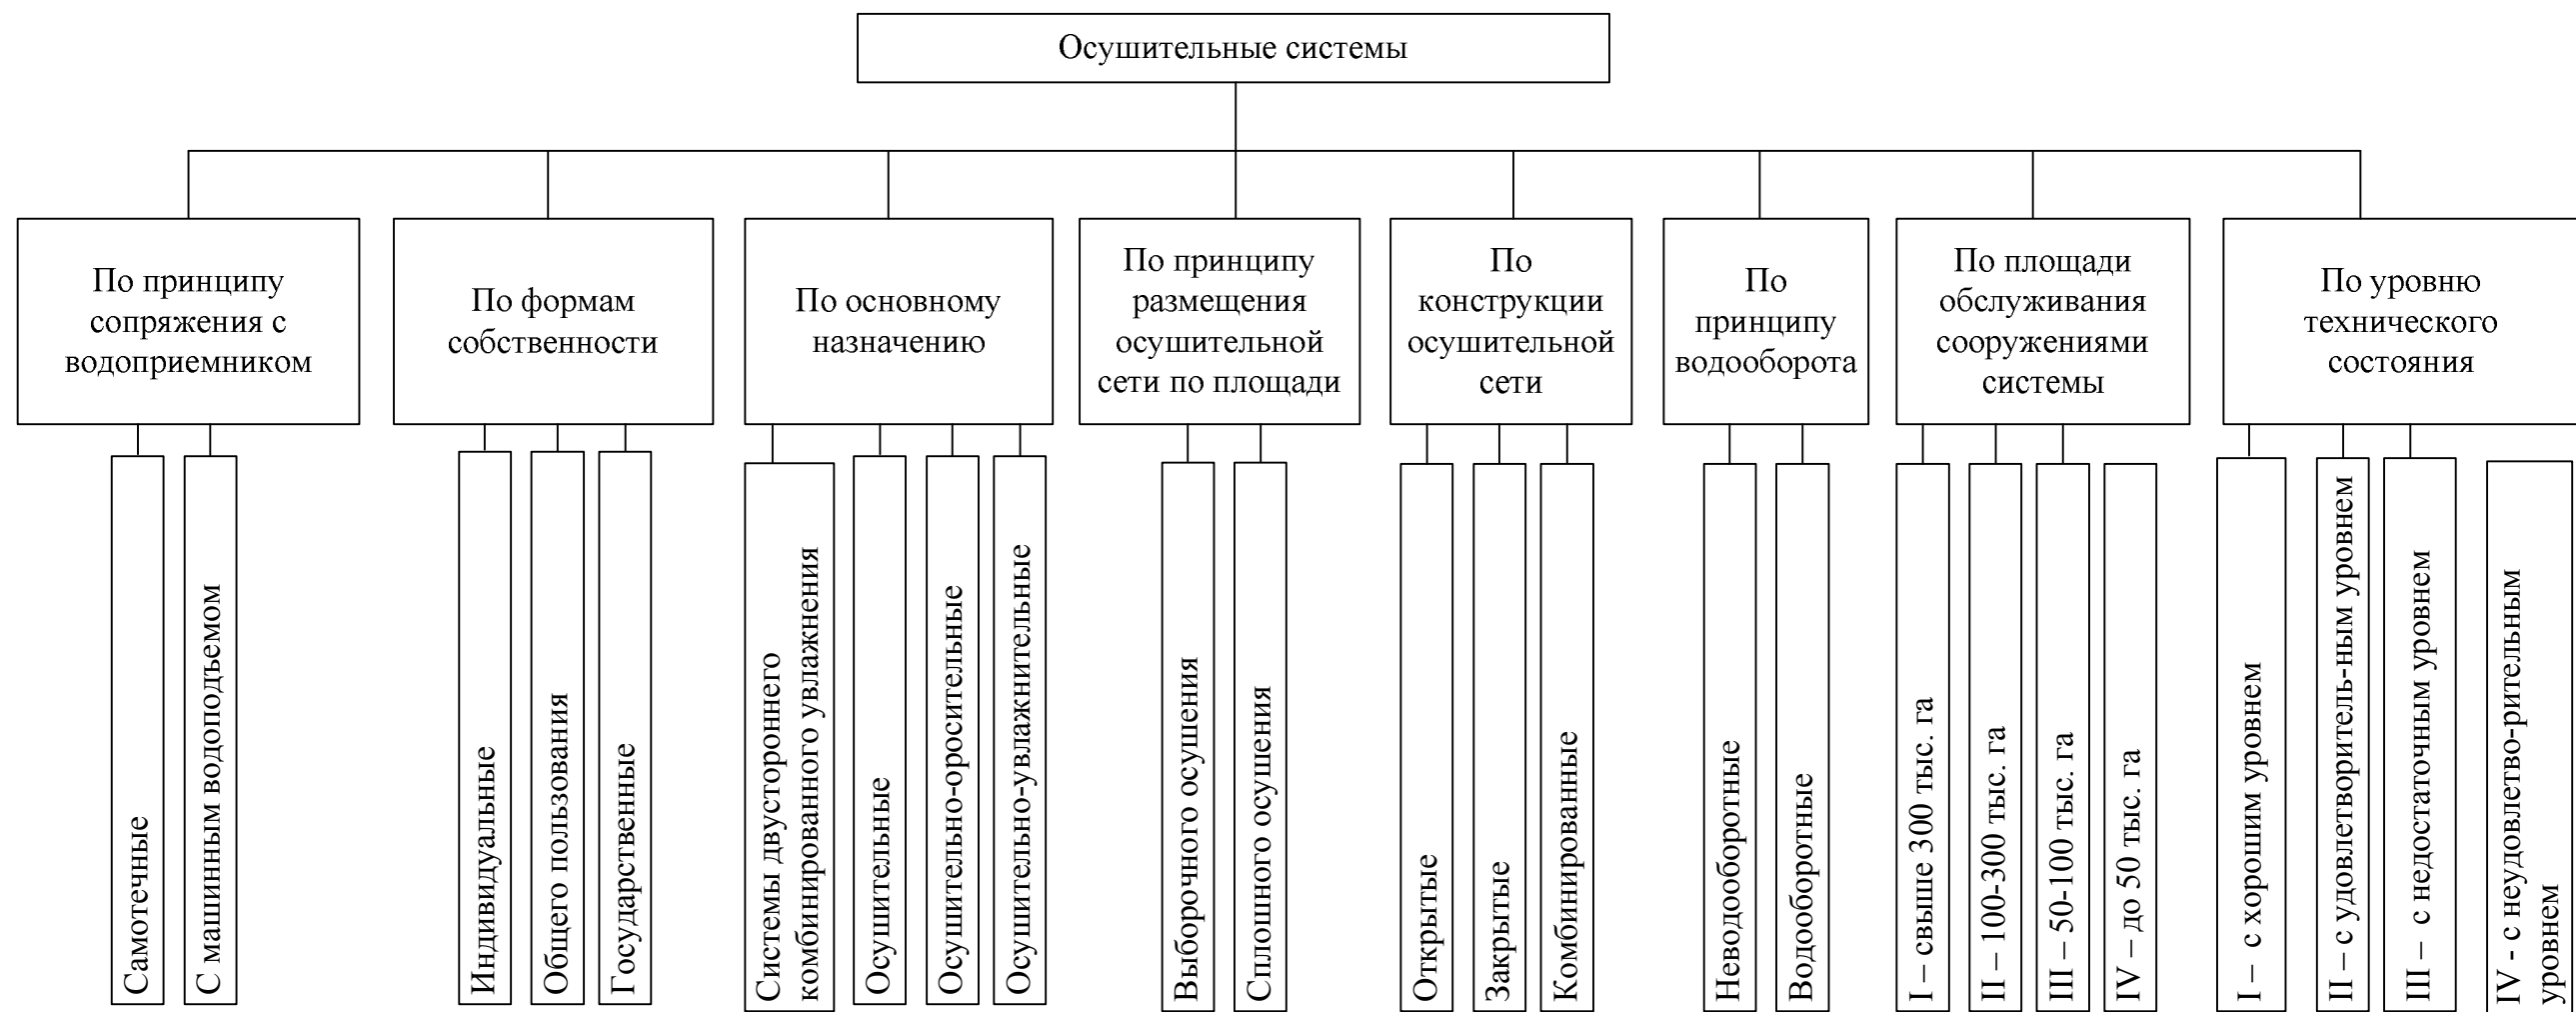 Осушительные системы
По принципу
сопряжения с
водоприемником
По формам
собственности
По основному
назначению
По принципу
размещения
осушительной
сети по площади
По
конструкции
осушительной
сети
По
принципу
водооборота
По площади
обслуживания
сооружениями
системы
По уровню
технического
состояния
Самотечные
С машинным водоподъемом
Индивидуальные
Общего пользования
Государственные
Системы двустороннего
комбинированного увлажнения
Осушительные
Осушительно-оросительные
Осушительно-увлажнительные
Выборочного осушения
Сплошного осушения
Открытые
Закрытые
Комбинированные
Неводооборотные
Водооборотные
I – свыше 300 тыс. га
II – 100-300 тыс. га
III – 50-100 тыс. га
IV – до 50 тыс. га
I – с хорошим уровнем
II – с удовлетворитель-ным уровнем
III – с недостаточным уровнем
IV - с неудовлетво-рительным
уровнем